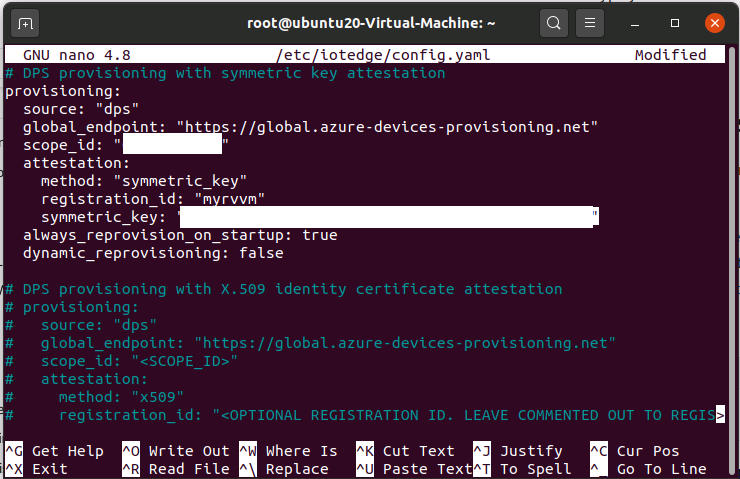 root@ubuntu20-Virtual-Machine: ~
GNU nano 4.8 /etc/iotedge/config.yaml Modified
# DPS provisioning with symmetric key attestation
provisioning:
source: "dps"
global_endpoint: "https://global.azure-devices-provisioning.net"
scope_id: " "
attestation:
method: "symmetric_key"
registration_id: "myrvvm"
symmetric_key: " "
always_reprovision_on_startup: true
dynamic_reprovisioning: false
# DPS provisioning with X.509 identity certificate attestation
# provisioning:
# source: "dps"
# global_endpoint: "https://global.azure-devices-provisioning.net"
# scope_id: "<SCOPE_ID>"
# attestation:
# method: "x509"
# registration_id: "<OPTIONAL REGISTRATION ID. LEAVE COMMENTED OUT TO REGIS>
^G Get Help ^O Write Out ^W Where Is ^K Cut Text ^J Justify ^C Cur Pos
^X Exit ^R Read File ^\ Replace ^U Paste Text ^T To Spell ^_ Go To Line